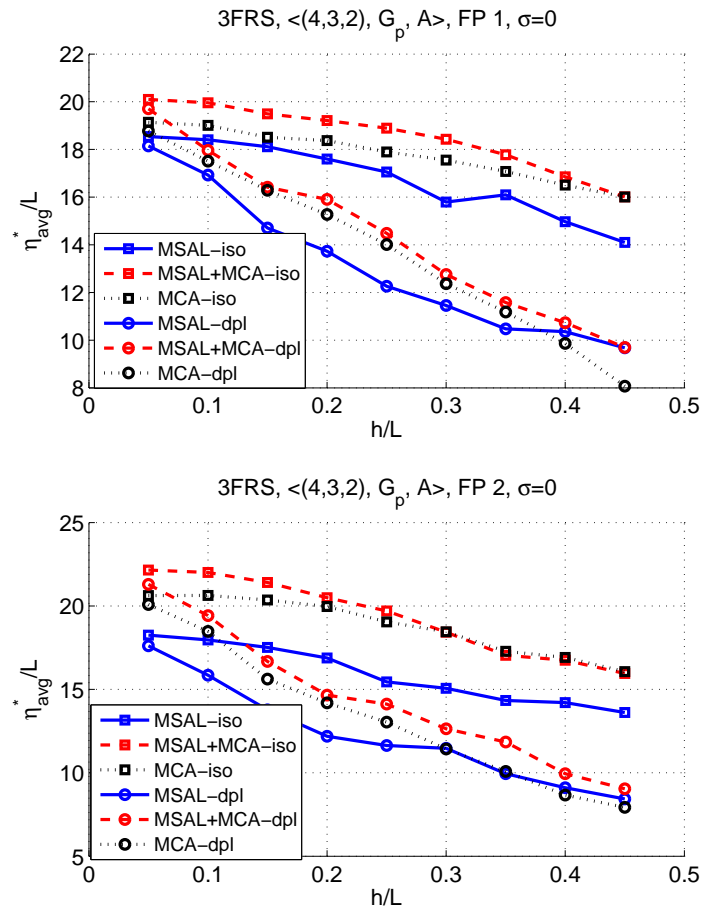 3FRS, <(4,3,2), G_p, A>, FP 1, σ=0
η*_avg/L
20
18
16
14
12
10
8
MSAL−iso
MSAL+MCA−iso
MCA−iso
MSAL−dpl
MSAL+MCA−dpl
MCA−dpl
0 0.1 0.2 0.3 0.4 0.5
h/L
22
3FRS, <(4,3,2), G_p, A>, FP 2, σ=0
η*_avg/L
25
20
15
10
5
MSAL−iso
MSAL+MCA−iso
MCA−iso
MSAL−dpl
MSAL+MCA−dpl
MCA−dpl
0 0.1 0.2 0.3 0.4 0.5
h/L